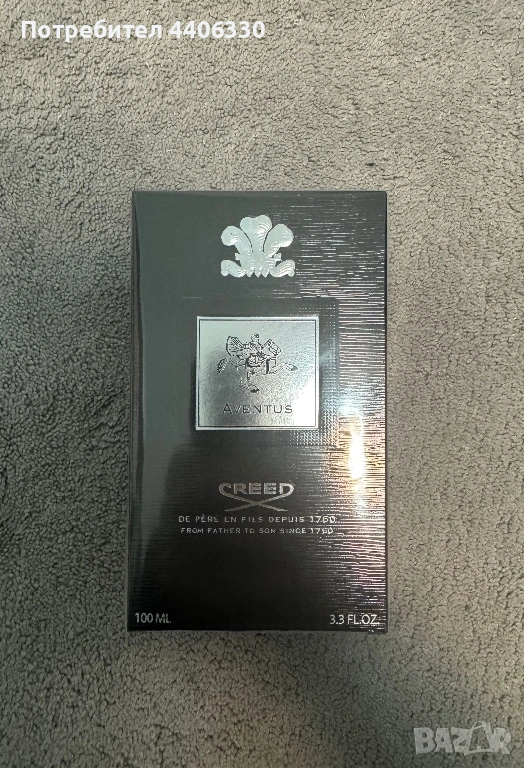 Потребител 4406330
AVENTUS
CREED
DE PÈRE EN FILS DEPUIS 1760
FROM FATHER TO SON SINCE 1760
100 ML
3.3 FL.OZ.
BAZAR